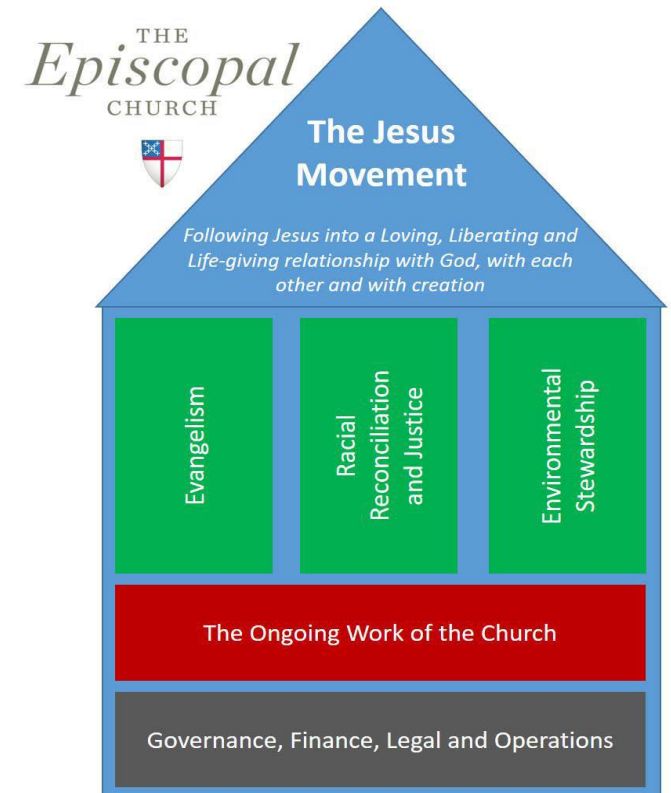 THE
Episcopal
CHURCH
The Jesus
Movement
Following Jesus into a Loving, Liberating and
Life-giving relationship with God, with each
other and with creation
Evangelism
Racial
Reconciliation
and Justice
Environmental
Stewardship
The Ongoing Work of the Church
Governance, Finance, Legal and Operations